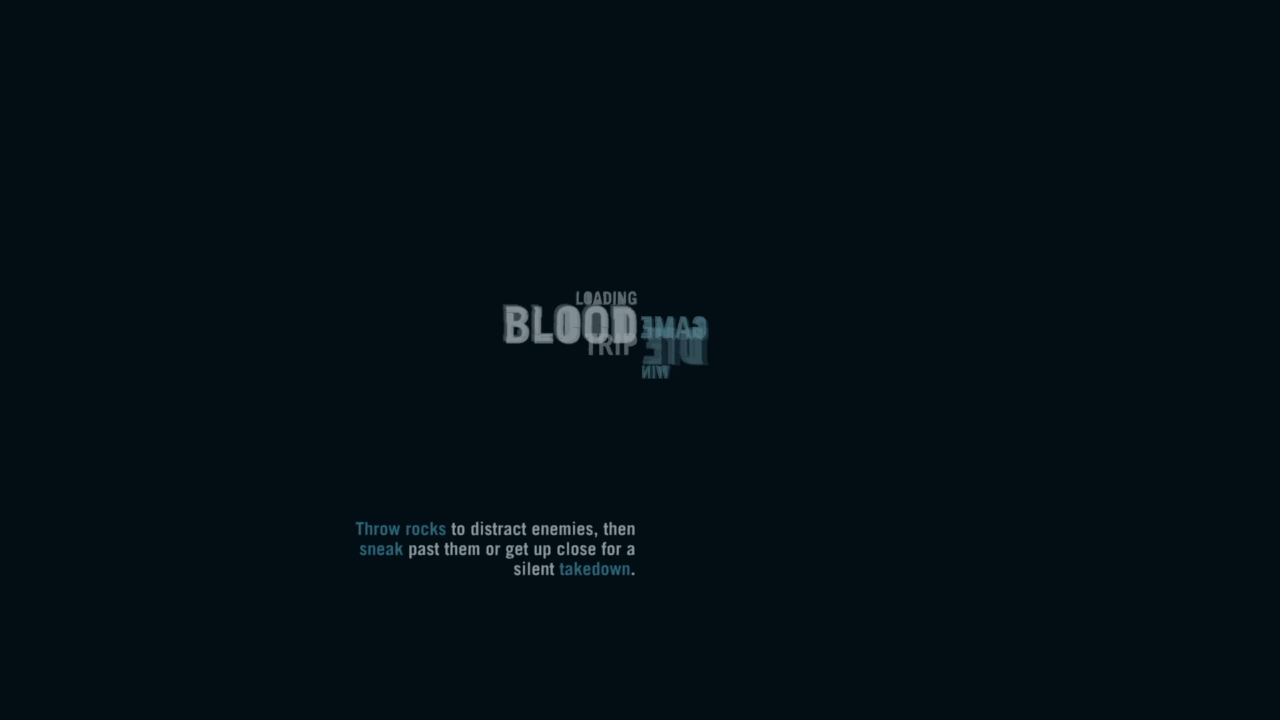 LOADING
BLOOD
TRIP
GAME
DIE
WIN
Throw rocks to distract enemies, then
sneak past them or get up close for a
silent takedown.